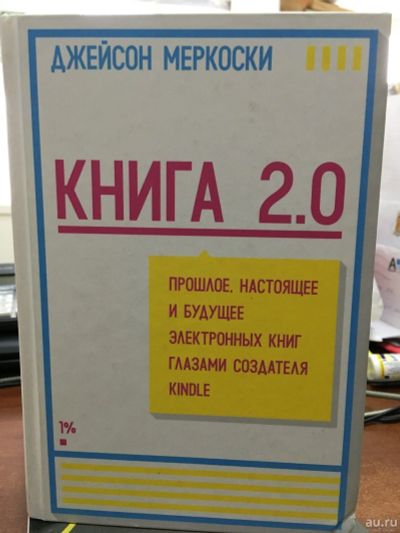 ДЖЕЙСОН МЕРКОСКИ
КНИГА 2.0
ПРОШЛОЕ, НАСТОЯЩЕЕ
И БУДУЩЕЕ
ЭЛЕКТРОННЫХ КНИГ
ГЛАЗАМИ СОЗДАТЕЛЯ
KINDLE
1%
au.ru